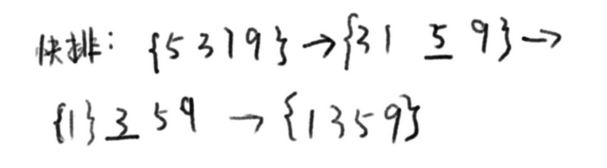 快排：{5 3 1 9} → {3 1 5 9} →
{1} 3 5 9 → {1 3 5 9}